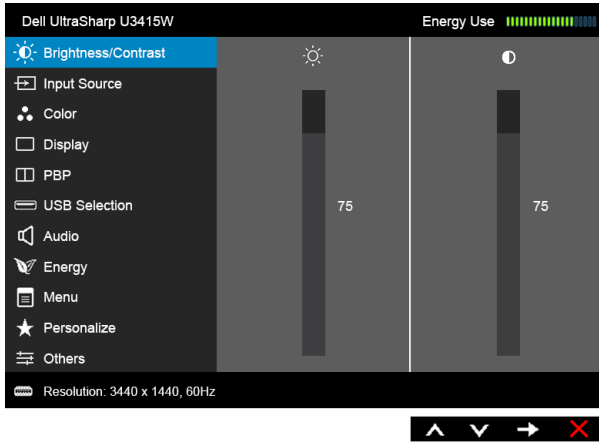 Dell UltraSharp U3415W
Energy Use
Brightness/Contrast
Input Source
Color
Display
PBP
USB Selection
Audio
Energy
Menu
Personalize
Others
75
75
Resolution: 3440 x 1440, 60Hz